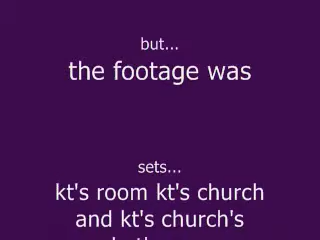 but...
the footage was
sets...
kt's room kt's church
and kt's church's